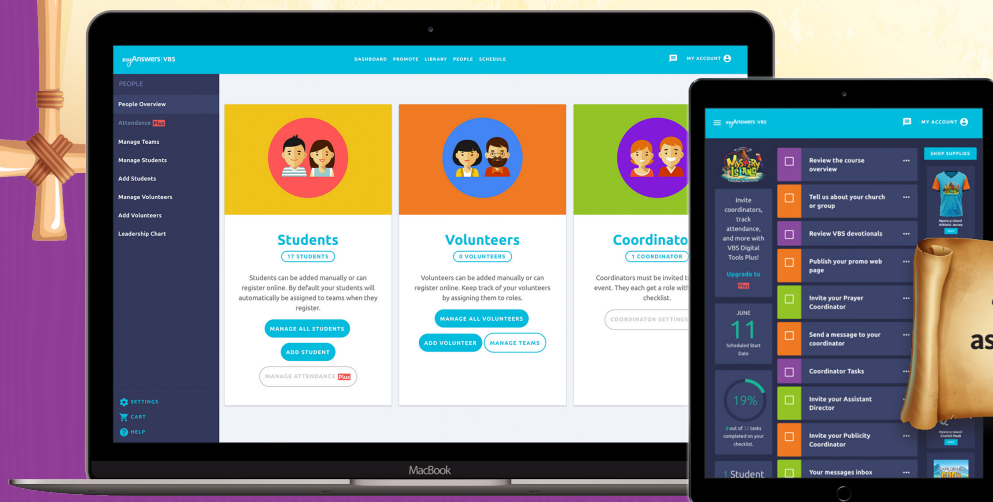 myAnswers VBS
DASHBOARD PROMOTE LIBRARY PEOPLE SCHEDULE
MY ACCOUNT
PEOPLE
People Overview
Attendance Plus
Manage Teams
Manage Students
Add Students
Manage Volunteers
Add Volunteers
Leadership Chart
SETTINGS
CART
HELP
Students
17 STUDENTS
Students can be added manually or can
register online. By default your students will
automatically be assigned to teams when they
register.
MANAGE ALL STUDENTS
ADD STUDENT
MANAGE ATTENDANCE Plus
Volunteers
0 VOLUNTEERS
Volunteers can be added manually or can
register online. Keep track of your volunteers
by assigning them to roles.
MANAGE ALL VOLUNTEERS
ADD VOLUNTEER
MANAGE TEAMS
Coordinato
1 COORDINATOR
Coordinators must be invited t
event. They each get a role with
checklist.
COORDINATOR SETTINGS
MacBook
myAnswers VBS
MY ACCOUNT
Mystery
Island
Invite
coordinators,
track
attendance,
and more with
VBS Digital
Tools Plus!
Upgrade to
Plus
JUNE
11
Scheduled Start
Date
19%
out of 32 tasks
completed on your
checklist.
1 Student
Review the course
overview
Tell us about your church
or group
Review VBS devotionals
Publish your promo web
page
Invite your Prayer
Coordinator
Send a message to your
coordinator
Coordinator Tasks
Invite your Assistant
Director
Invite your Publicity
Coordinator
Your messages inbox
SHOP SUPPLIES
Mystery Island
as